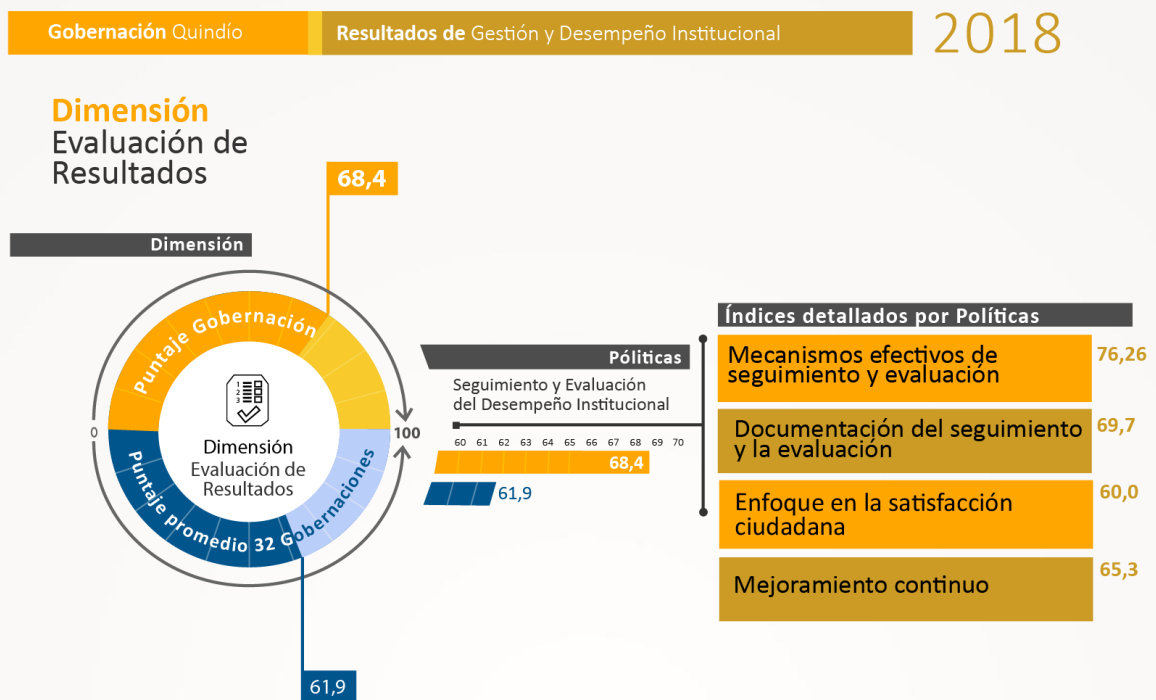 Gobernación Quindío
Resultados de Gestión y Desempeño Institucional
2018
Dimensión
Evaluación de
Resultados
68,4
Dimensión
Puntaje Gobernación
0
100
1
2
3
Dimensión
Evaluación de
Resultados
Puntaje promedio 32 Gobernaciones
61,9
Póliticas
Seguimiento y Evaluación
del Desempeño Institucional
60 61 62 63 64 65 66 67 68 69 70
68,4
61,9
Índices detallados por Políticas
Mecanismos efectivos de
seguimiento y evaluación
76,26
Documentación del seguimiento
y la evaluación
69,7
Enfoque en la satisfacción
ciudadana
60,0
Mejoramiento continuo
65,3